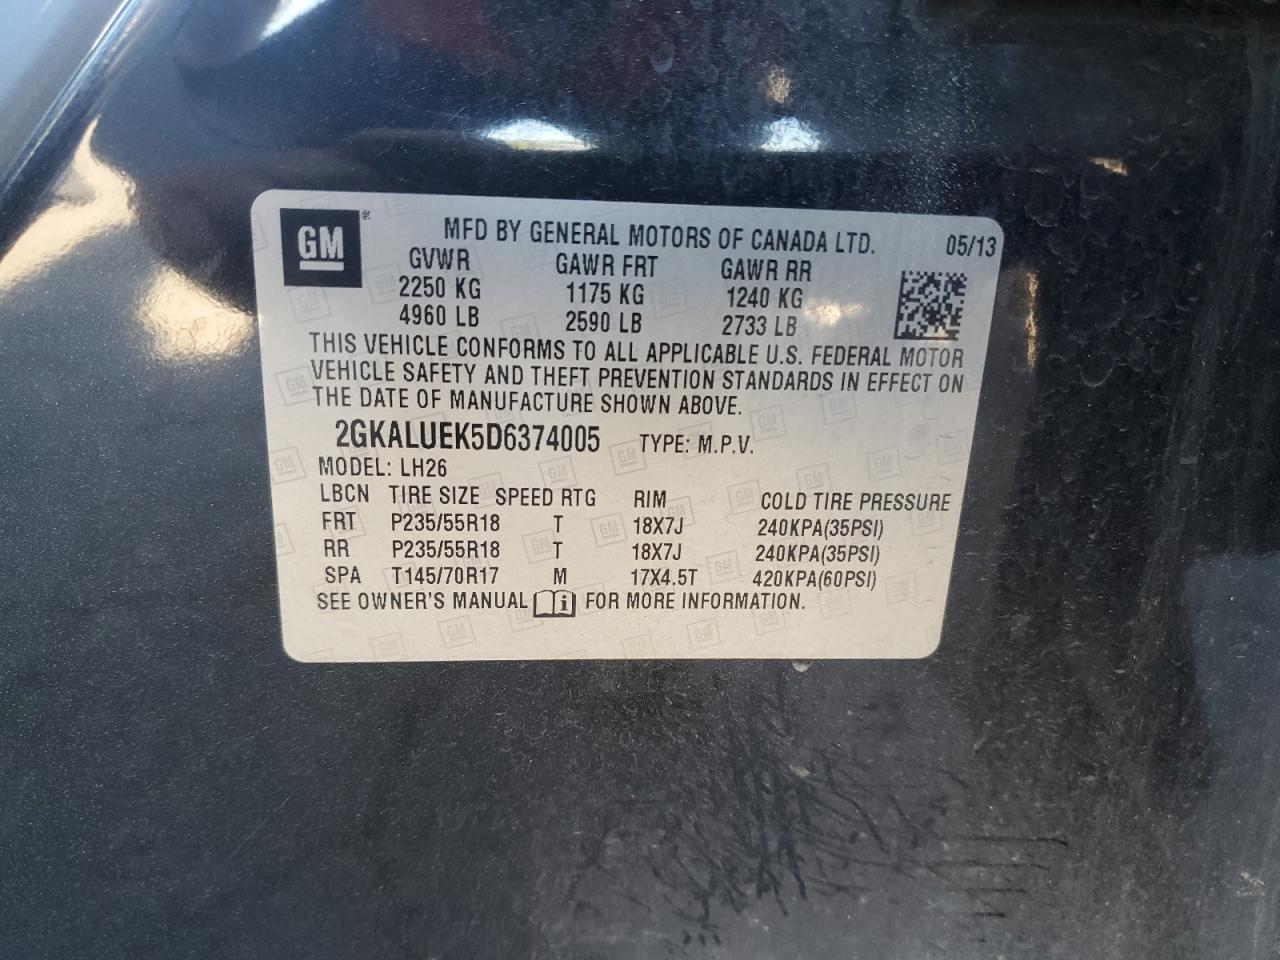 GM ®
MFD BY GENERAL MOTORS OF CANADA LTD. 05/13
GVWR GAWR FRT GAWR RR
2250 KG 1175 KG 1240 KG
4960 LB 2590 LB 2733 LB
THIS VEHICLE CONFORMS TO ALL APPLICABLE U.S. FEDERAL MOTOR
VEHICLE SAFETY AND THEFT PREVENTION STANDARDS IN EFFECT ON
THE DATE OF MANUFACTURE SHOWN ABOVE.
2GKALUEK5D6374005 TYPE: M.P.V.
MODEL: LH26
LBCN TIRE SIZE SPEED RTG RIM COLD TIRE PRESSURE
FRT P235/55R18 T 18X7J 240KPA(35PSI)
RR P235/55R18 T 18X7J 240KPA(35PSI)
SPA T145/70R17 M 17X4.5T 420KPA(60PSI)
SEE OWNER'S MANUAL i FOR MORE INFORMATION.